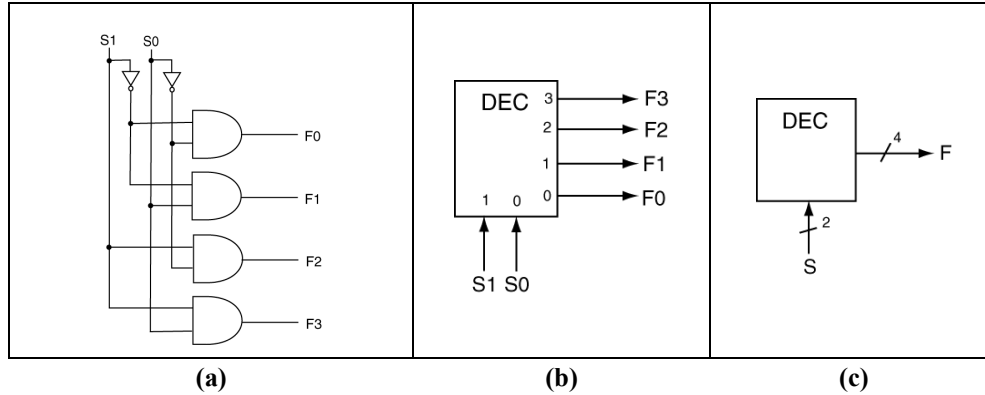 S1 S0
F0
F1
F2
F3
DEC
3 F3
2 F2
1 F1
0 F0
1 0
S1 S0
DEC
4
F
2
S
(a) (b) (c)